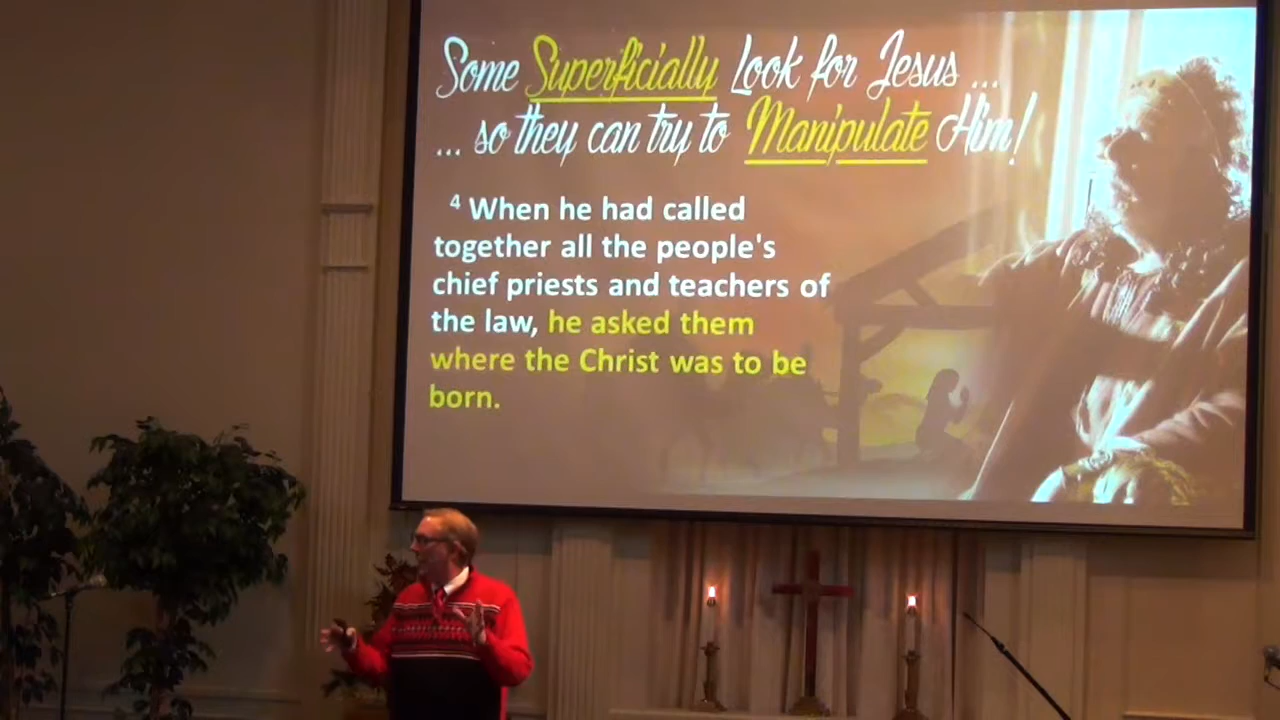 Some Superficially Look for Jesus ...
... so they can try to Manipulate Him!
4 When he had called
together all the people's
chief priests and teachers of
the law, he asked them
where the Christ was to be
born.